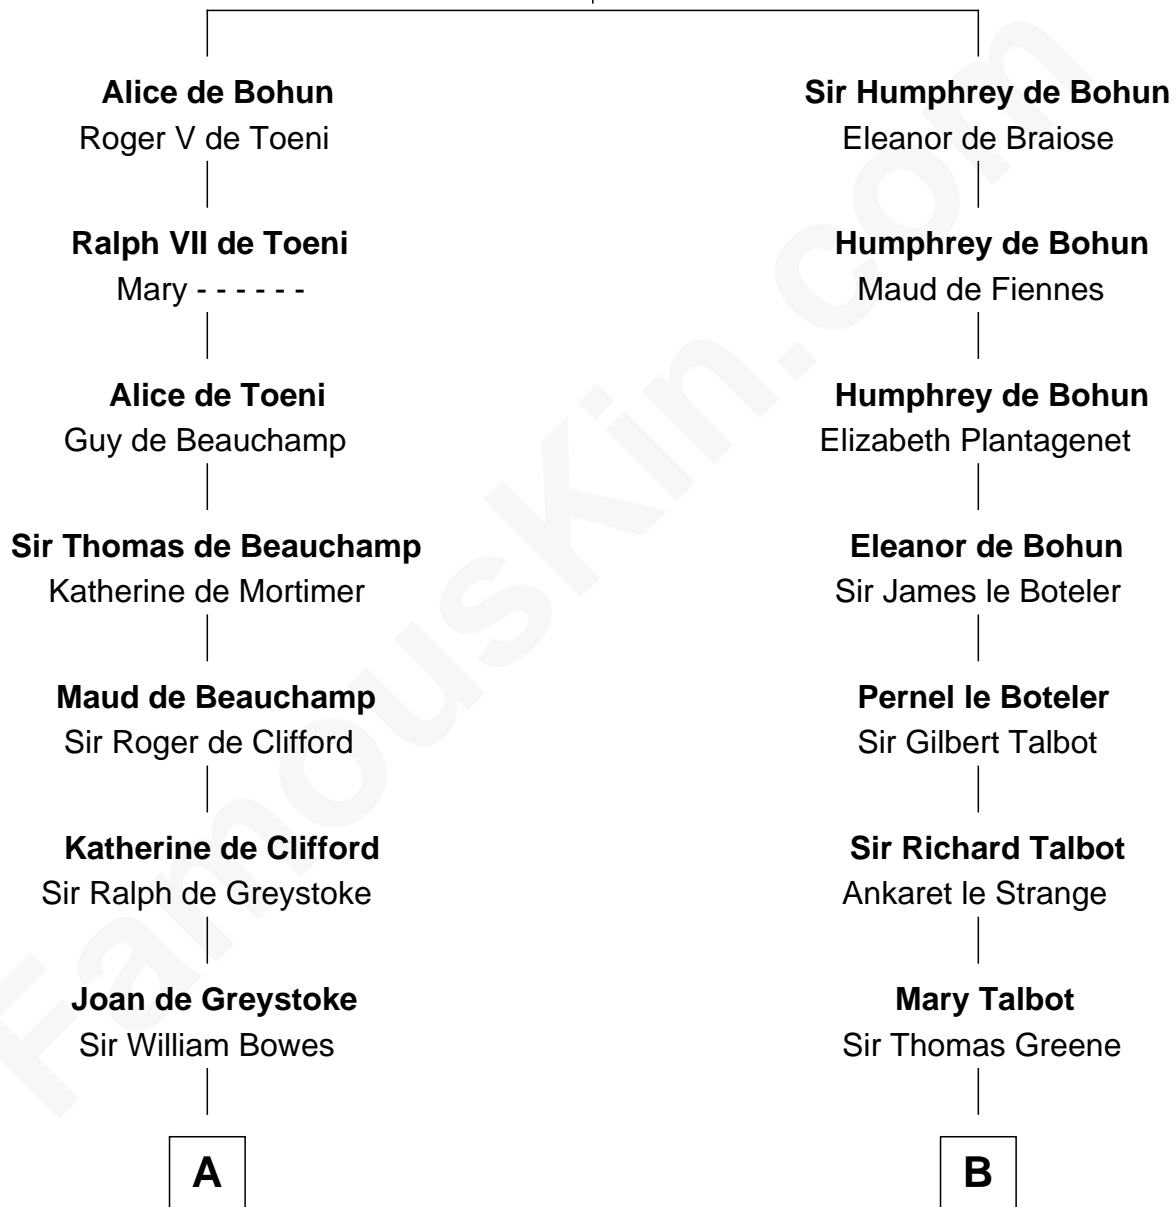 Alice de Bohun
Roger V de Toeni
Ralph VII de Toeni
Mary - - - - - -
Alice de Toeni
Guy de Beauchamp
Sir Thomas de Beauchamp
Katherine de Mortimer
Maud de Beauchamp
Sir Roger de Clifford
Katherine de Clifford
Sir Ralph de Greystoke
Joan de Greystoke
Sir William Bowes
A
Sir Humphrey de Bohun
Eleanor de Braiose
Humphrey de Bohun
Maud de Fiennes
Humphrey de Bohun
Elizabeth Plantagenet
Eleanor de Bohun
Sir James le Boteler
Pernel le Boteler
Sir Gilbert Talbot
Sir Richard Talbot
Ankaret le Strange
Mary Talbot
Sir Thomas Greene
B
FamousKin.com